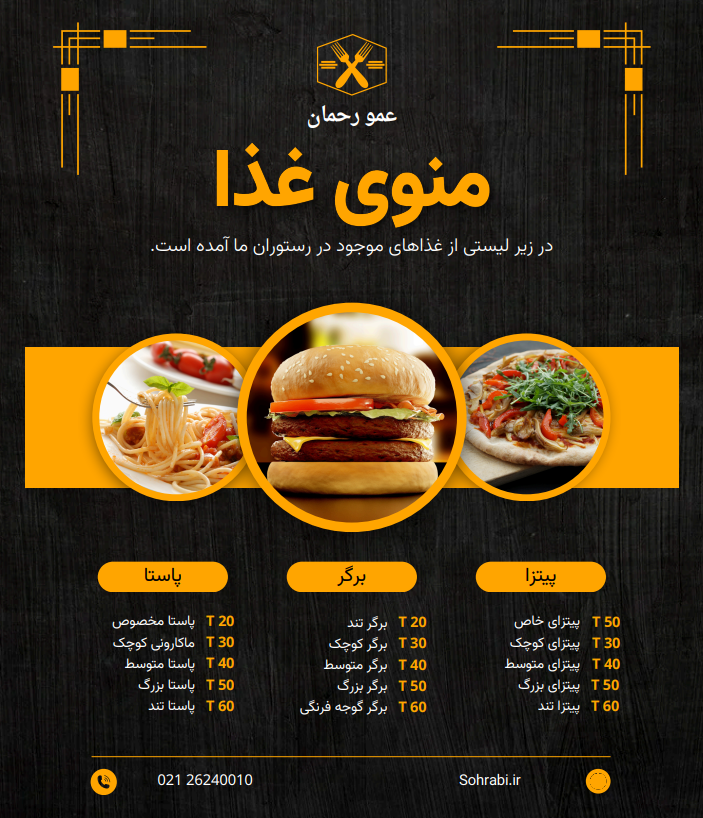 عمو رحمان
منوی غذا
در زیر لیستی از غذاهای موجود در رستوران ما آمده است.
پیتزا
50 T پیتزای خاص
30 T پیتزای کوچک
40 T پیتزای متوسط
50 T پیتزای بزرگ
60 T پیتزا تند
برگر
20 T برگر تند
30 T برگر کوچک
40 T برگر متوسط
50 T برگر بزرگ
60 T برگر گوجه فرنگی
پاستا
20 T پاستا مخصوص
30 T ماکارونی کوچک
40 T پاستا متوسط
50 T پاستا بزرگ
60 T پاستا تند
Sohrabi.ir
021 26240010